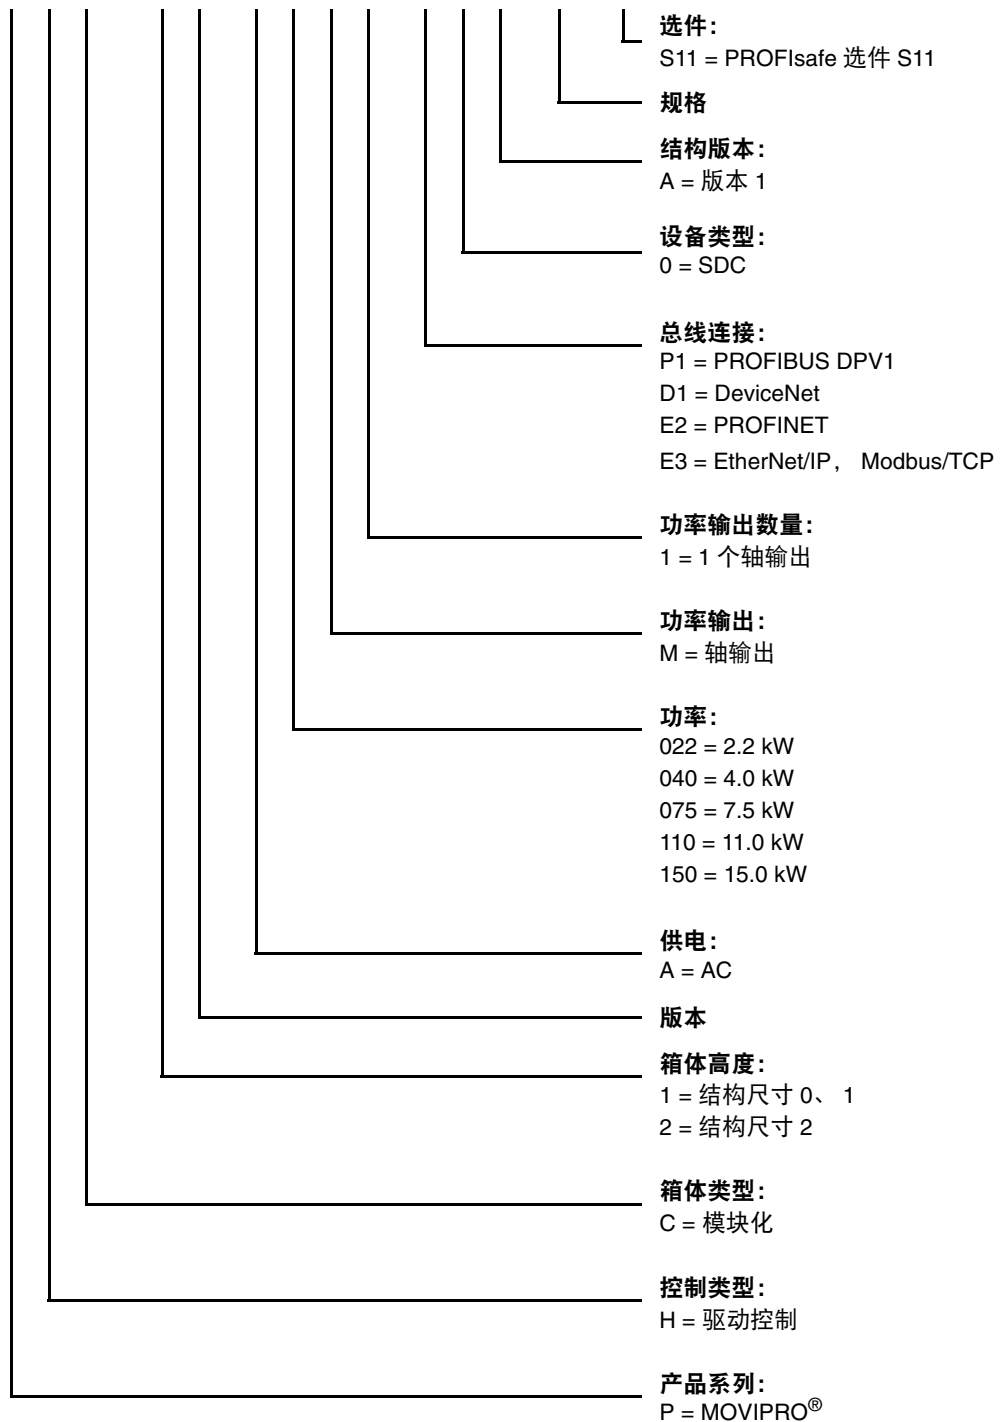 选件：
S11 = PROFIsafe 选件 S11
规格
结构版本：
A = 版本 1
设备类型：
0 = SDC
总线连接：
P1 = PROFIBUS DPV1
D1 = DeviceNet
E2 = PROFINET
E3 = EtherNet/IP， Modbus/TCP
功率输出数量：
1 = 1 个轴输出
功率输出：
M = 轴输出
功率：
022 = 2.2 kW
040 = 4.0 kW
075 = 7.5 kW
110 = 11.0 kW
150 = 15.0 kW
供电：
A = AC
版本
箱体高度：
1 = 结构尺寸 0、 1
2 = 结构尺寸 2
箱体类型：
C = 模块化
控制类型：
H = 驱动控制
产品系列：
P = MOVIPRO®